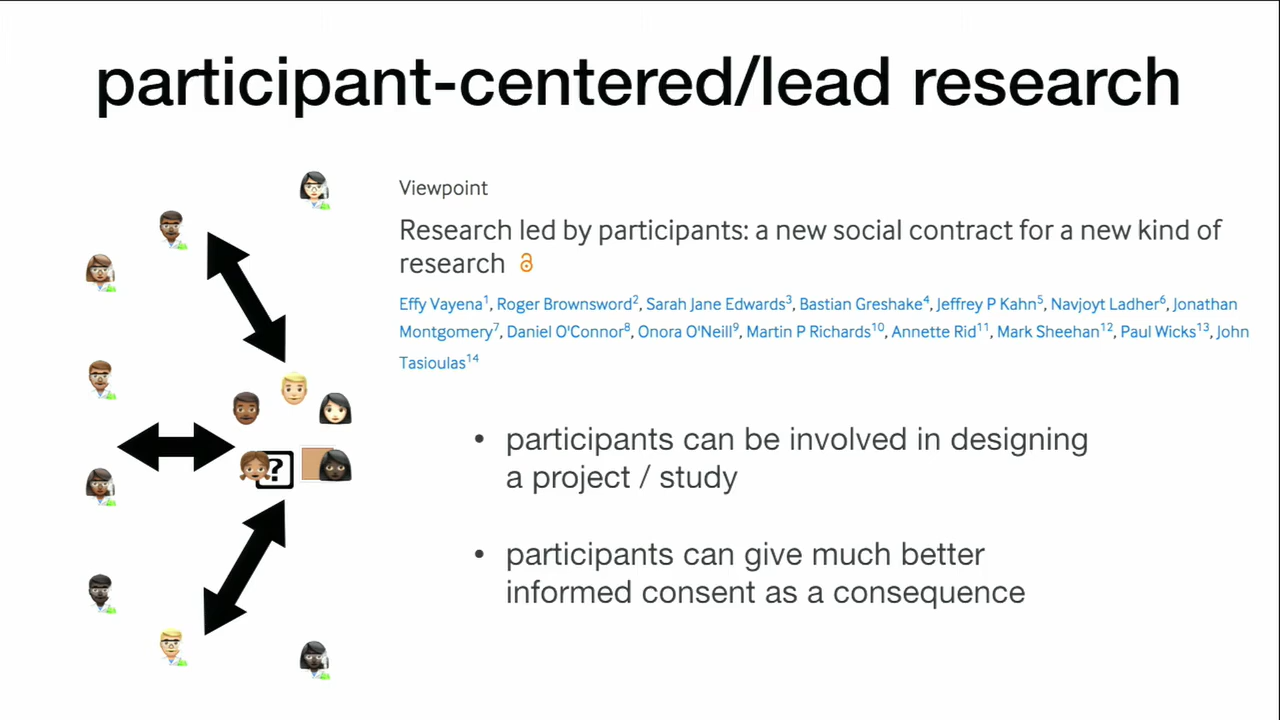 participant-centered/lead research
Viewpoint
Research led by participants: a new social contract for a new kind of
research
Effy Vayena1, Roger Brownsword2, Sarah Jane Edwards3, Bastian Greshake4, Jeffrey P Kahn5, Navjoyt Ladher6, Jonathan
Montgomery7, Daniel O'Connor8, Onora O'Neill9, Martin P Richards10, Annette Rid11, Mark Sheehan12, Paul Wicks13, John
Tasioulas14
• participants can be involved in designing
a project / study
• participants can give much better
informed consent as a consequence
?